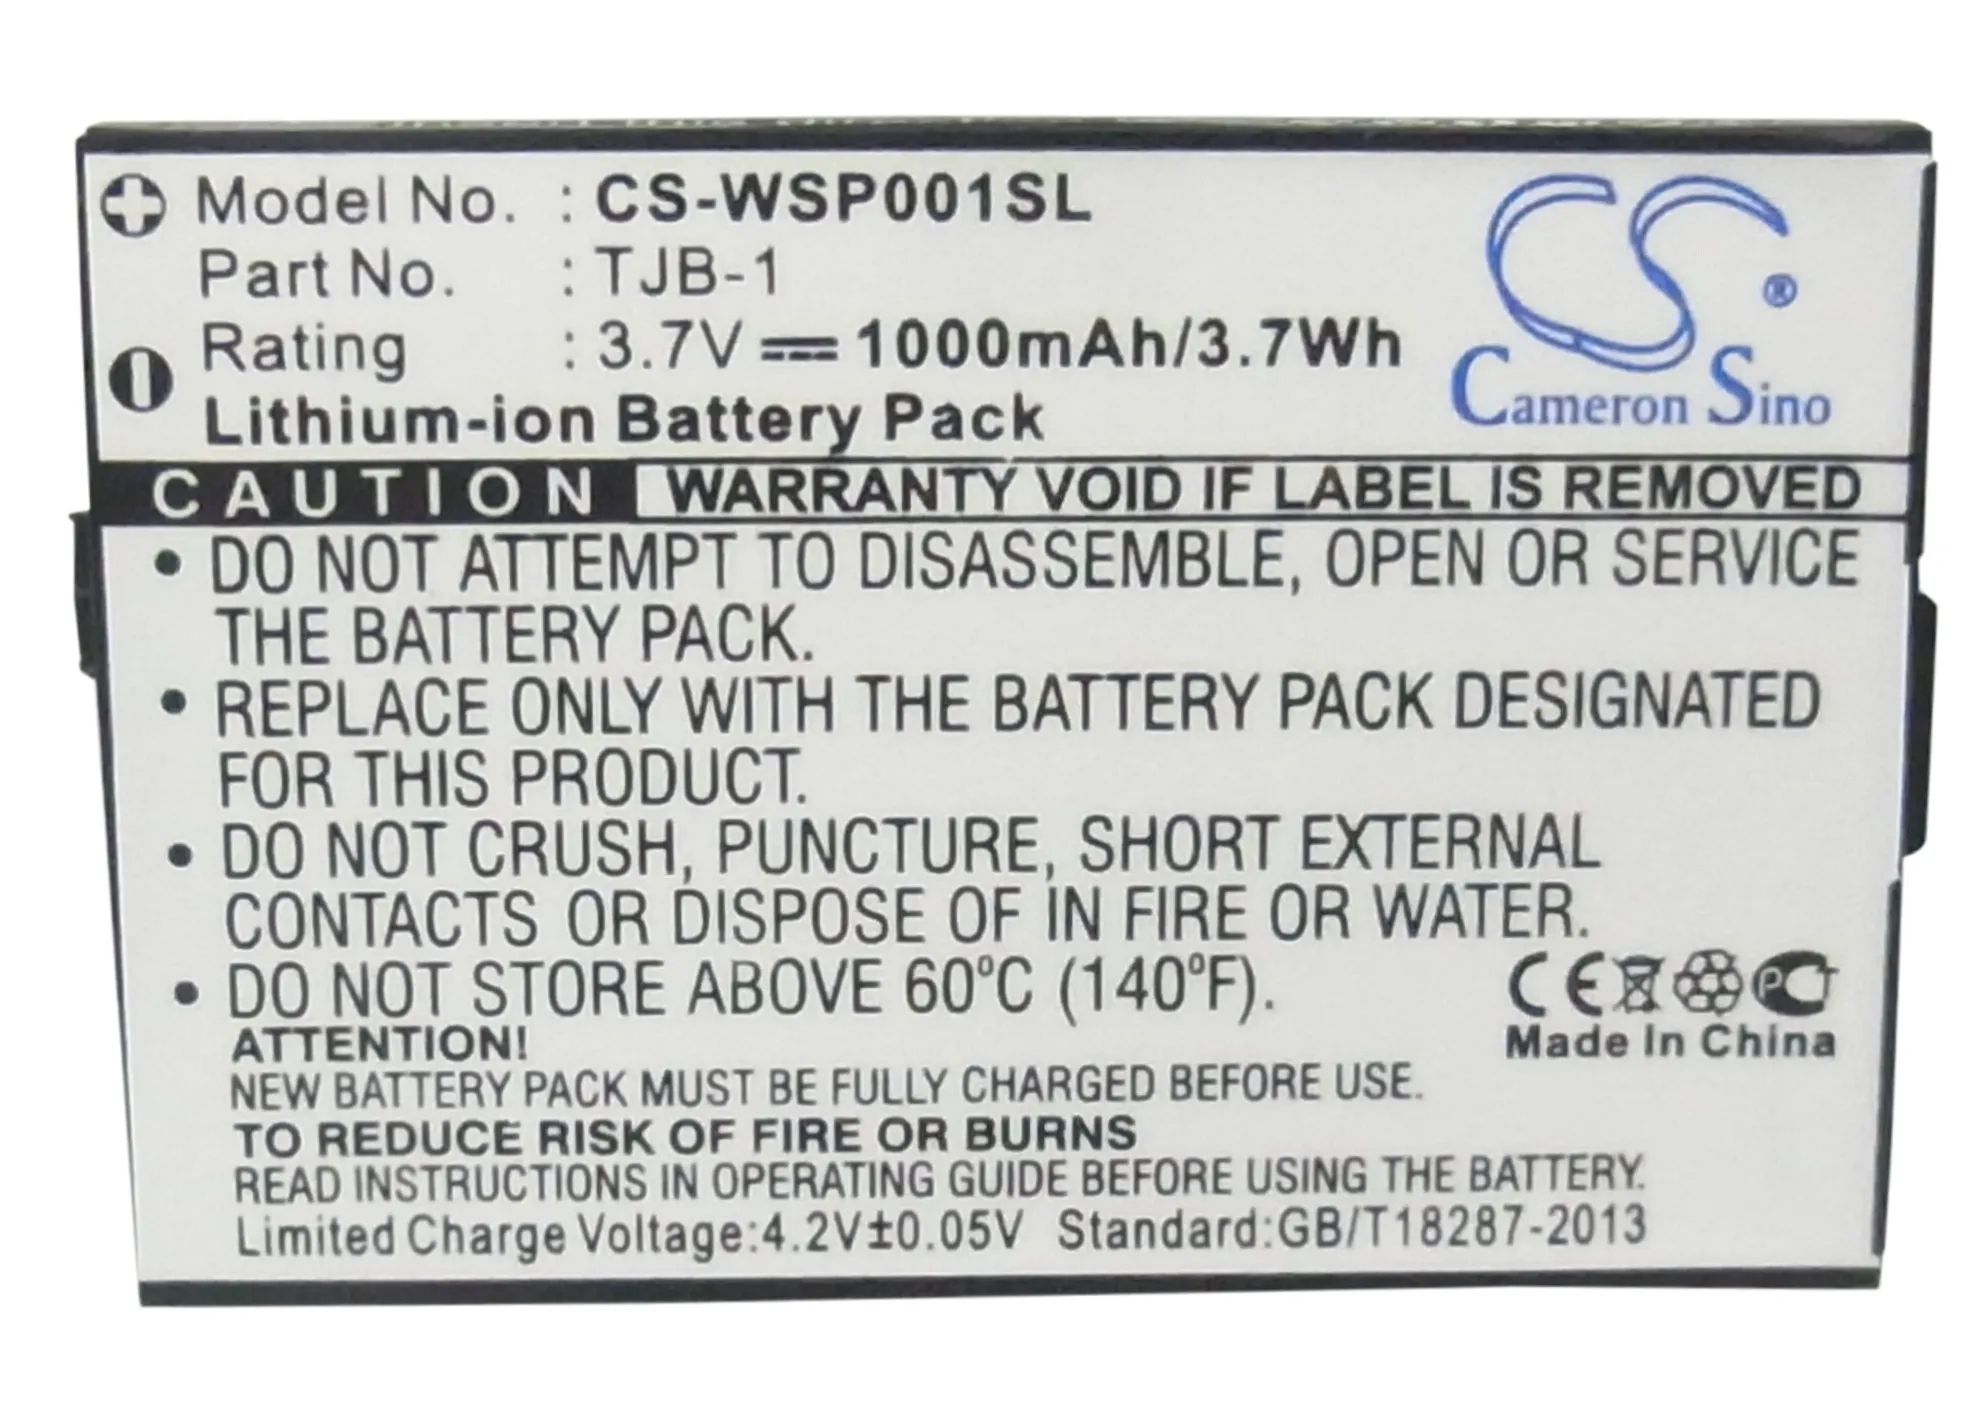 Model No. : CS-WSP001SL
Part No. : TJB-1
Rating : 3.7V 1000mAh/3.7Wh
Lithium-ion Battery Pack
CS ®
Cameron Sino
CAUTION WARRANTY VOID IF LABEL IS REMOVED
• DO NOT ATTEMPT TO DISASSEMBLE, OPEN OR SERVICE
THE BATTERY PACK.
• REPLACE ONLY WITH THE BATTERY PACK DESIGNATED
FOR THIS PRODUCT.
• DO NOT CRUSH, PUNCTURE, SHORT EXTERNAL
CONTACTS OR DISPOSE OF IN FIRE OR WATER.
• DO NOT STORE ABOVE 60°C (140°F).
CE PCT
Made In China
ATTENTION!
NEW BATTERY PACK MUST BE FULLY CHARGED BEFORE USE.
TO REDUCE RISK OF FIRE OR BURNS
READ INSTRUCTIONS IN OPERATING GUIDE BEFORE USING THE BATTERY.
Limited Charge Voltage:4.2V±0.05V Standard:GB/T18287-2013